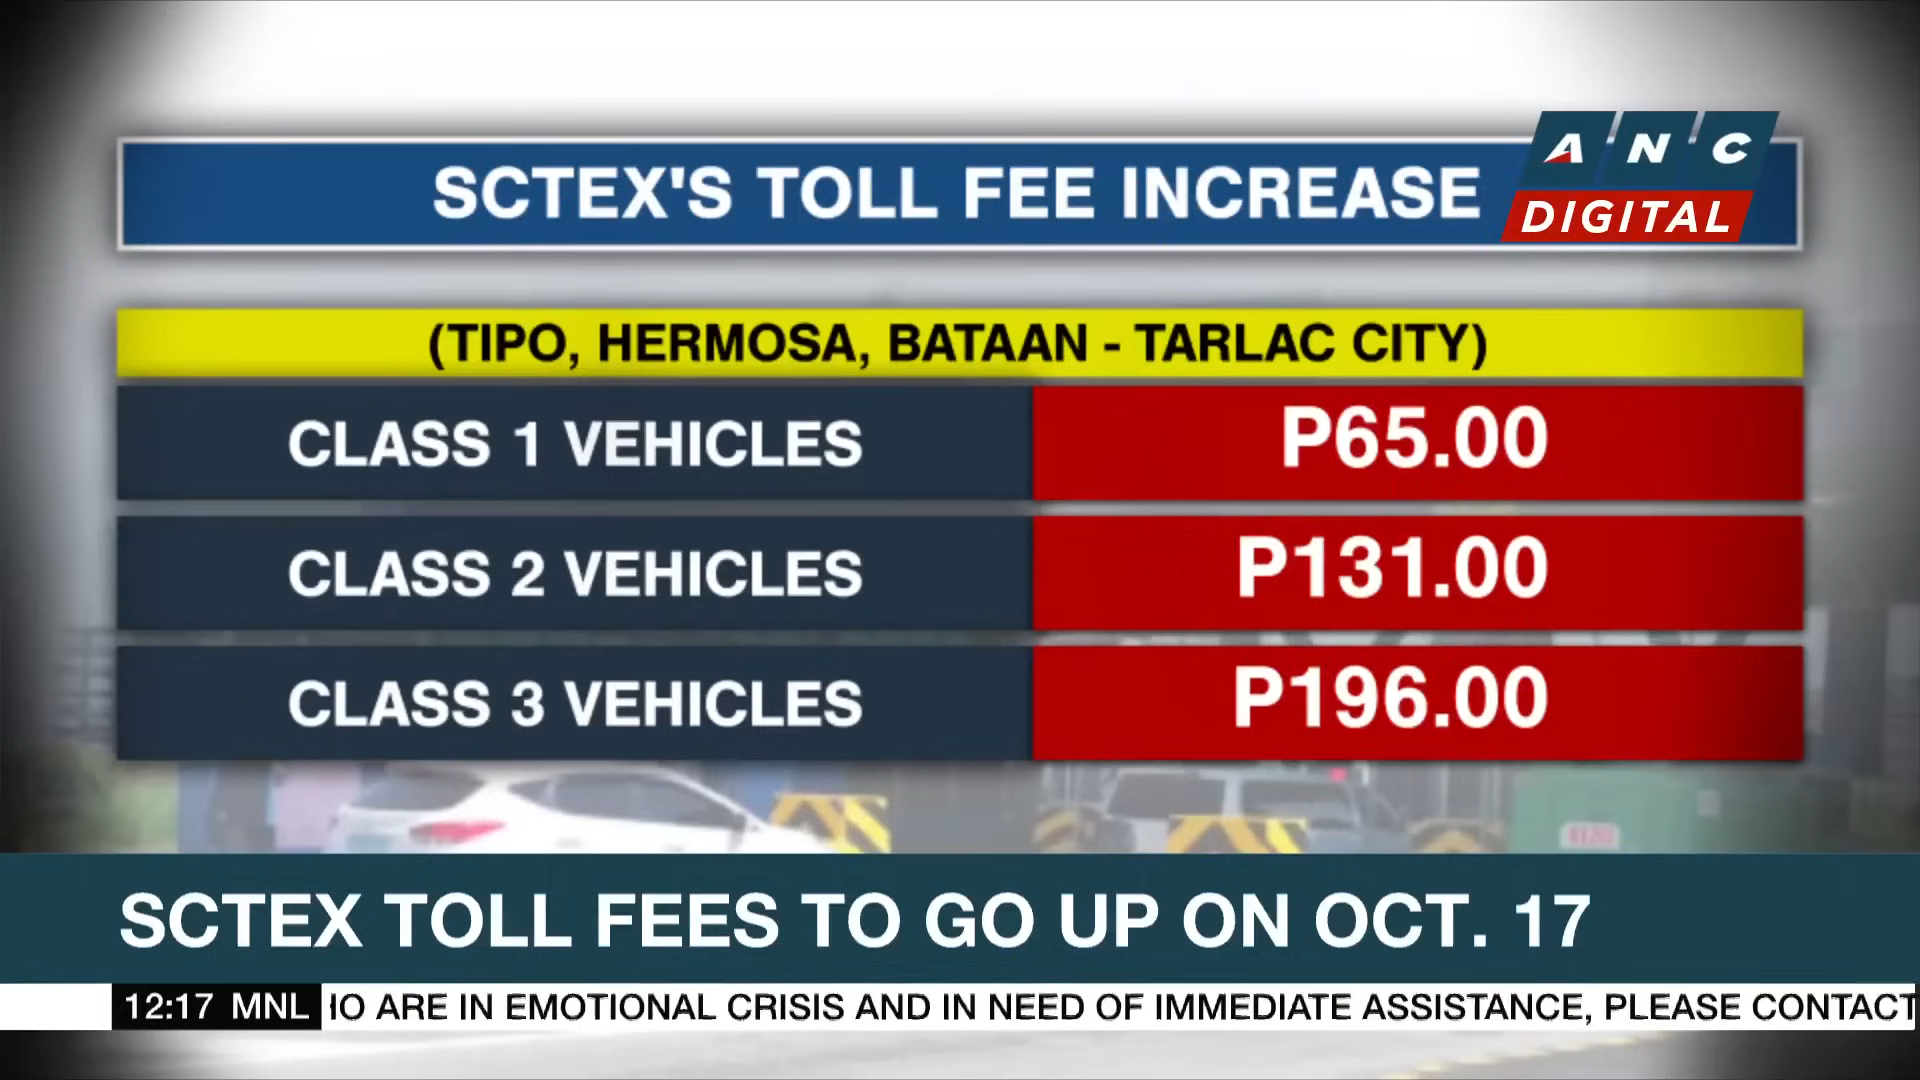 SCTEX'S TOLL FEE INCREASE
ANC
DIGITAL
(TIPO, HERMOSA, BATAAN - TARLAC CITY)
CLASS 1 VEHICLES P65.00
CLASS 2 VEHICLES P131.00
CLASS 3 VEHICLES P196.00
SCTEX TOLL FEES TO GO UP ON OCT. 17
12:17 MNL ARE IN EMOTIONAL CRISIS AND IN NEED OF IMMEDIATE ASSISTANCE, PLEASE CONTACT